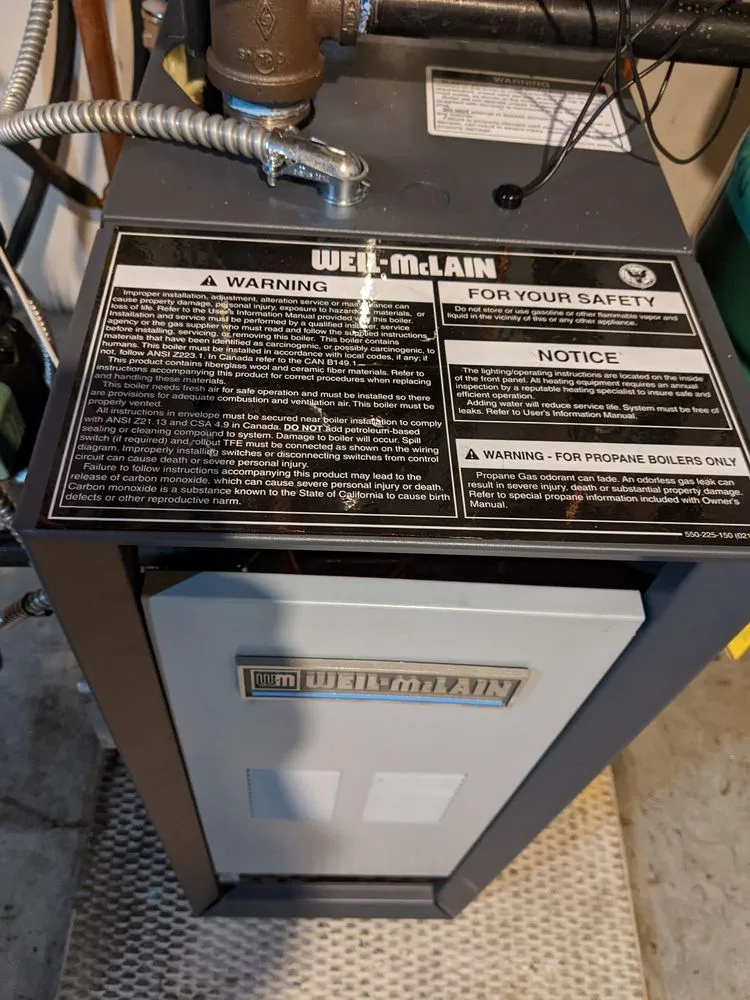 WARNING
WEIL-McLAIN
WARNING
Improper installation, adjustment, alteration service or maintenance can
cause property damage, personal injury, exposure to hazardous materials, or
loss of life. Refer to the User's Information Manual provided with this boiler.
Installation and service must be performed by a qualified installer, service
agency or the gas supplier who must read and follow the supplied instructions
before installing, servicing, or removing this boiler. This boiler contains
materials that have been identified as carcinogenic, or possibly carcinogenic, to
humans. This boiler must be installed in accordance with local codes, if any; if
not, follow ANSI Z223.1. In Canada refer to the CAN B149.1
This product contains fiberglass wool and ceramic fiber materials. Refer to
instructions accompanying this product for correct procedures when replacing
and handling these materials.
This boiler needs fresh air for safe operation and must be installed so there
are provisions for adequate combustion and ventilation air. This boiler must be
properly vented.
All instructions in envelope must be secured near boiler installation to comply
with ANSI Z21.13 and CSA 4.9 in Canada. DO NOT add petroleum-based
sealing or cleaning compound to system. Damage to boiler will occur. Spill
switch (if required) and rollout TFE must be connected as shown on the wiring
diagram. Improperly installing switches or disconnecting switches from control
circuit can cause death or severe personal injury.
Failure to follow instructions accompanying this product may lead to the
release of carbon monoxide, which can cause severe personal injury or death.
Carbon monoxide is a substance known to the State of California to cause birth
defects or other reproductive harm.
FOR YOUR SAFETY
Do not store or use gasoline or other flammable vapor and
liquid in the vicinity of this or any other appliance.
NOTICE
The lighting/operating instructions are located on the inside
of the front panel. All heating equipment requires an annual
inspection by a reputable heating specialist to insure safe and
efficient operation.
Adding water will reduce service life. System must be free of
leaks. Refer to User's Information Manual.
WARNING - FOR PROPANE BOILERS ONLY
Propane Gas odorant can fade. An odorless gas leak can
result in severe injury, death or substantial property damage.
Refer to special propane information included with Owner's
Manual.
550-225-150 (021
WM WEIL-McLAIN